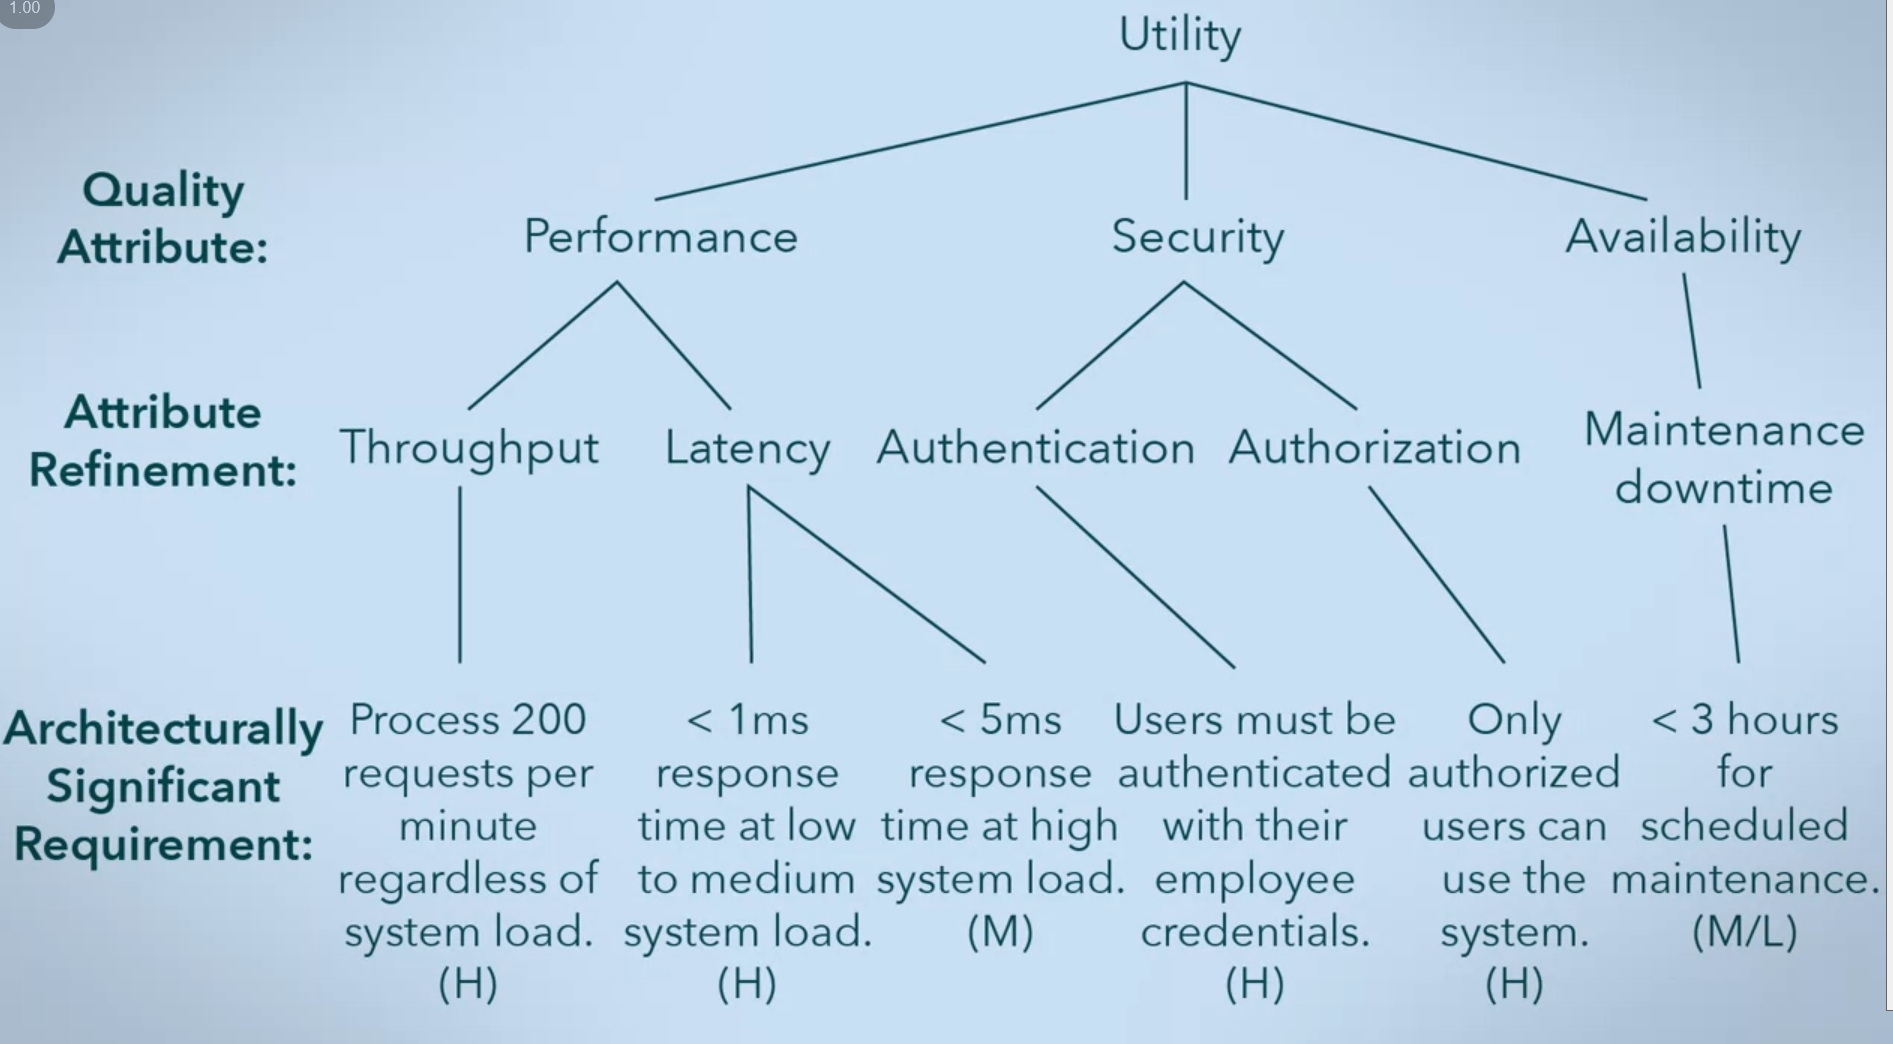 1.00
Utility
Quality
Attribute:
Performance
Security
Availability
Attribute
Refinement:
Throughput
Latency
Authentication
Authorization
Maintenance
downtime
Architecturally
Significant
Requirement:
Process 200
requests per
minute
regardless of
system load.
(H)
< 1ms
response
time at low
to medium
system load.
(H)
< 5ms
response
time at high
system load.
(M)
Users must be
authenticated
with their
employee
credentials.
(H)
Only
authorized
users can
use the
system.
(H)
< 3 hours
for
scheduled
maintenance.
(M/L)